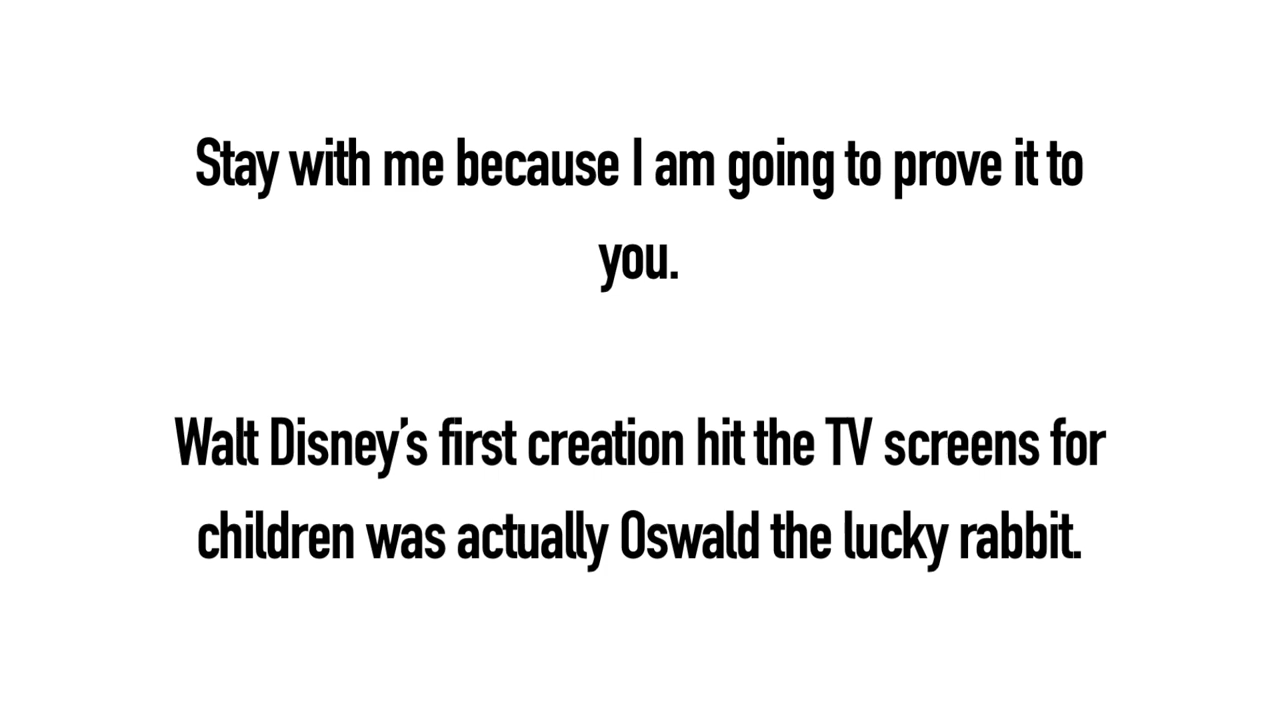 Stay with me because I am going to prove it to
you.
Walt Disney’s first creation hit the TV screens for
children was actually Oswald the lucky rabbit.